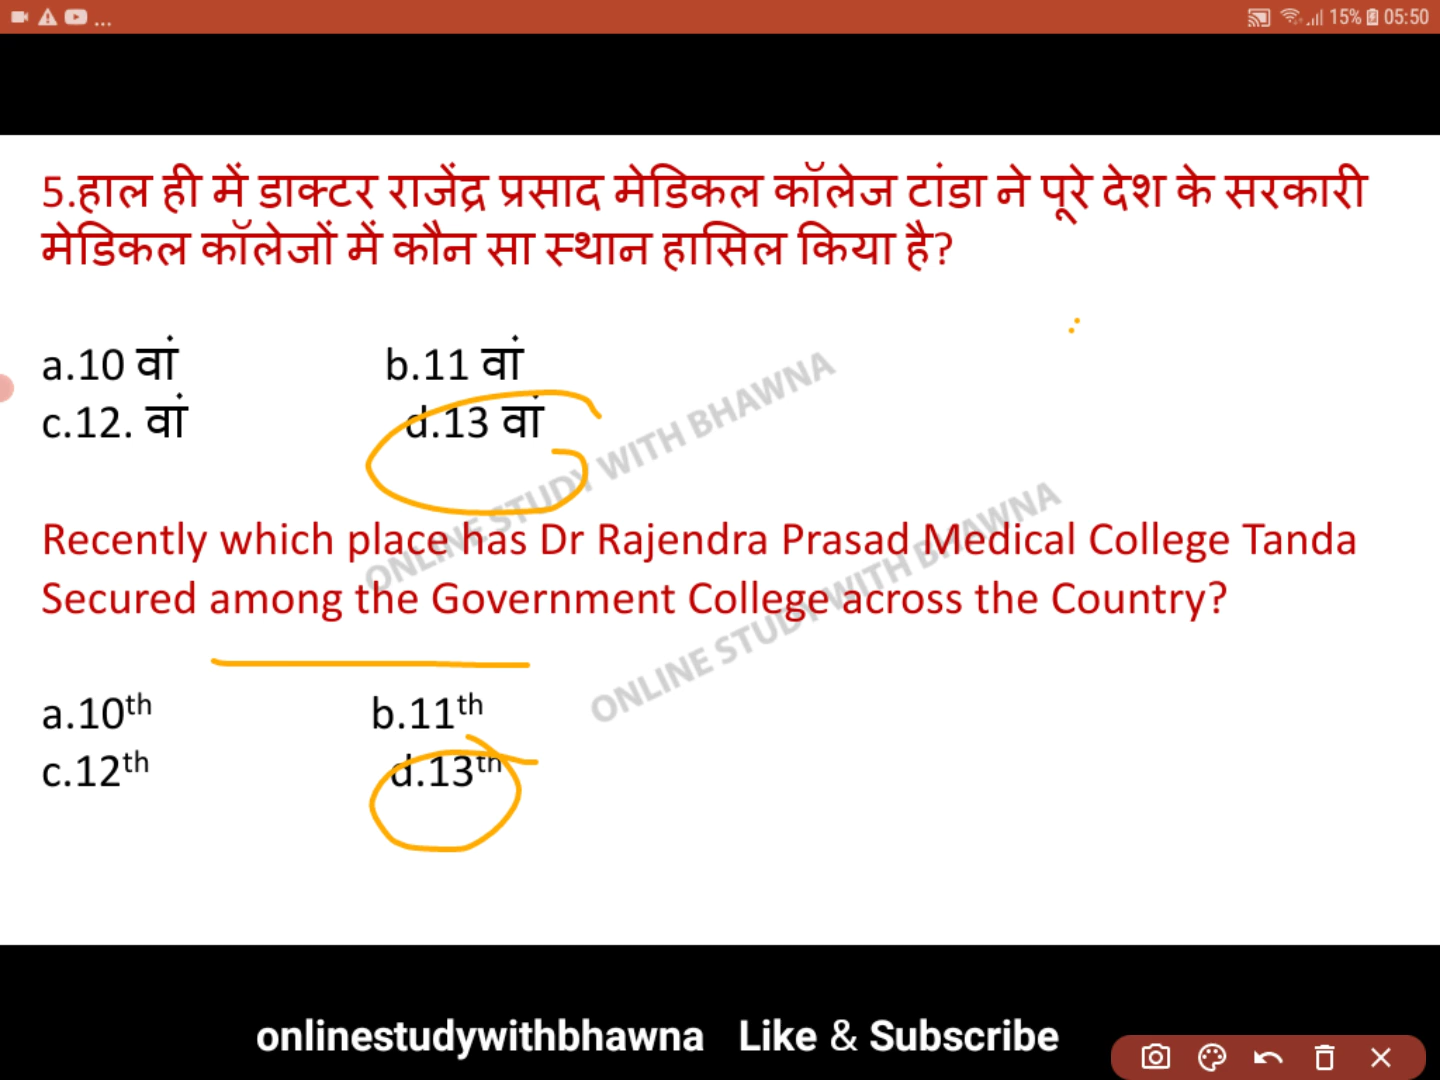 ... 15% 05:50
5.हाल ही में डाक्टर राजेंद्र प्रसाद मेडिकल कॉलेज टांडा ने पूरे देश के सरकारी
मेडिकल कॉलेजों में कौन सा स्थान हासिल किया है?
a.10 वां b.11 वां
c.12. वां d.13 वां
ONLINE STUDY WITH BHAWNA
Recently which place has Dr Rajendra Prasad Medical College Tanda
Secured among the Government College across the Country?
ONLINE STUDY WITH BHAWNA
a.10th b.11th
c.12th d.13th
onlinestudywithbhawna Like & Subscribe